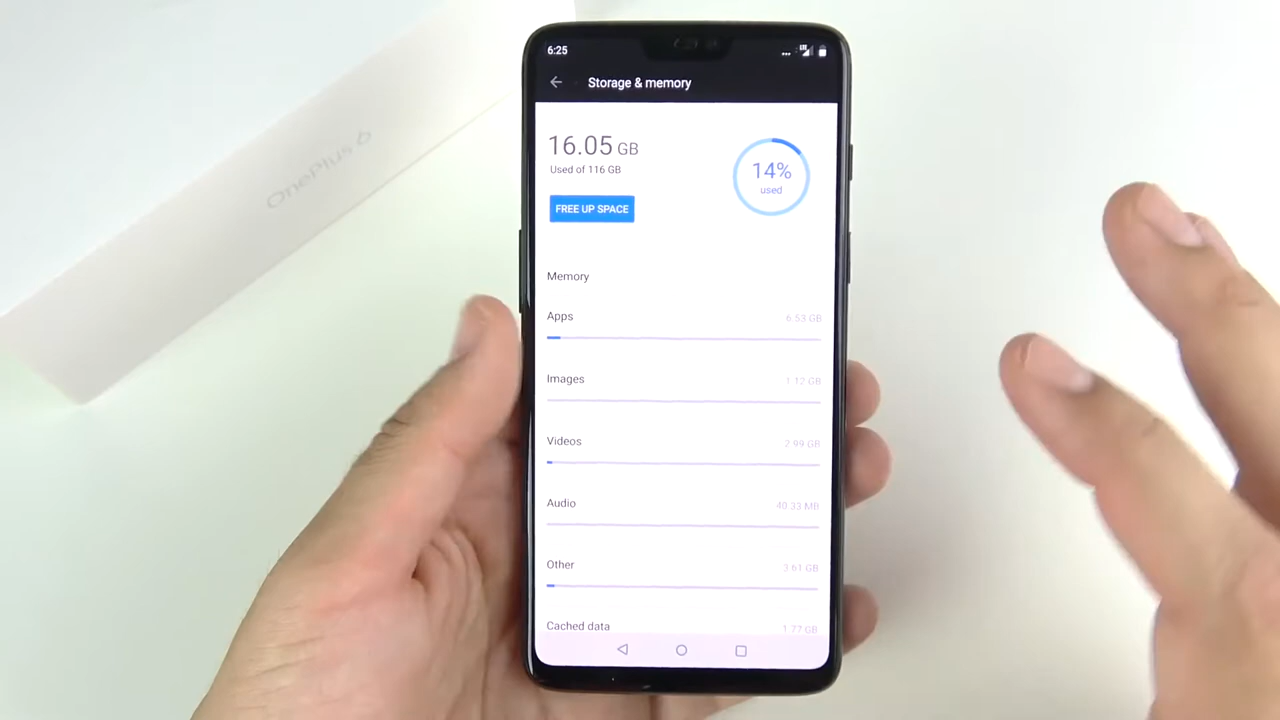 OnePlus 6
6:25
Storage & memory
16.05 GB
Used of 116 GB
14%
used
FREE UP SPACE
Memory
Apps 6.53 GB
Images 1.12 GB
Videos 2.99 GB
Audio 40.33 MB
Other 3.61 GB
Cached data 1.77 GB